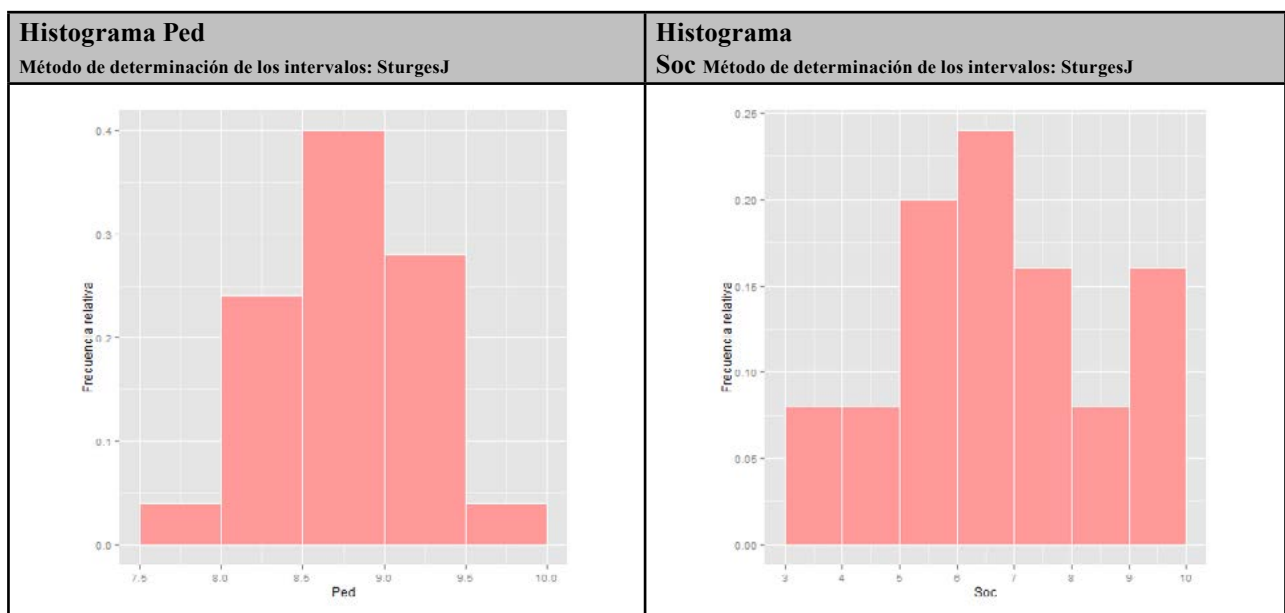 Histograma Ped
Método de determinación de los intervalos: SturgesJ
Histograma
Soc Método de determinación de los intervalos: SturgesJ
0.4
0.3
0.2
0.1
0.0
Frecuencia relativa
7.5 8.0 8.5 9.0 9.5 10.0
Ped
0.25
0.20
0.15
0.10
0.05
0.00
Frecuencia relativa
3 4 5 6 7 8 9 10
Soc